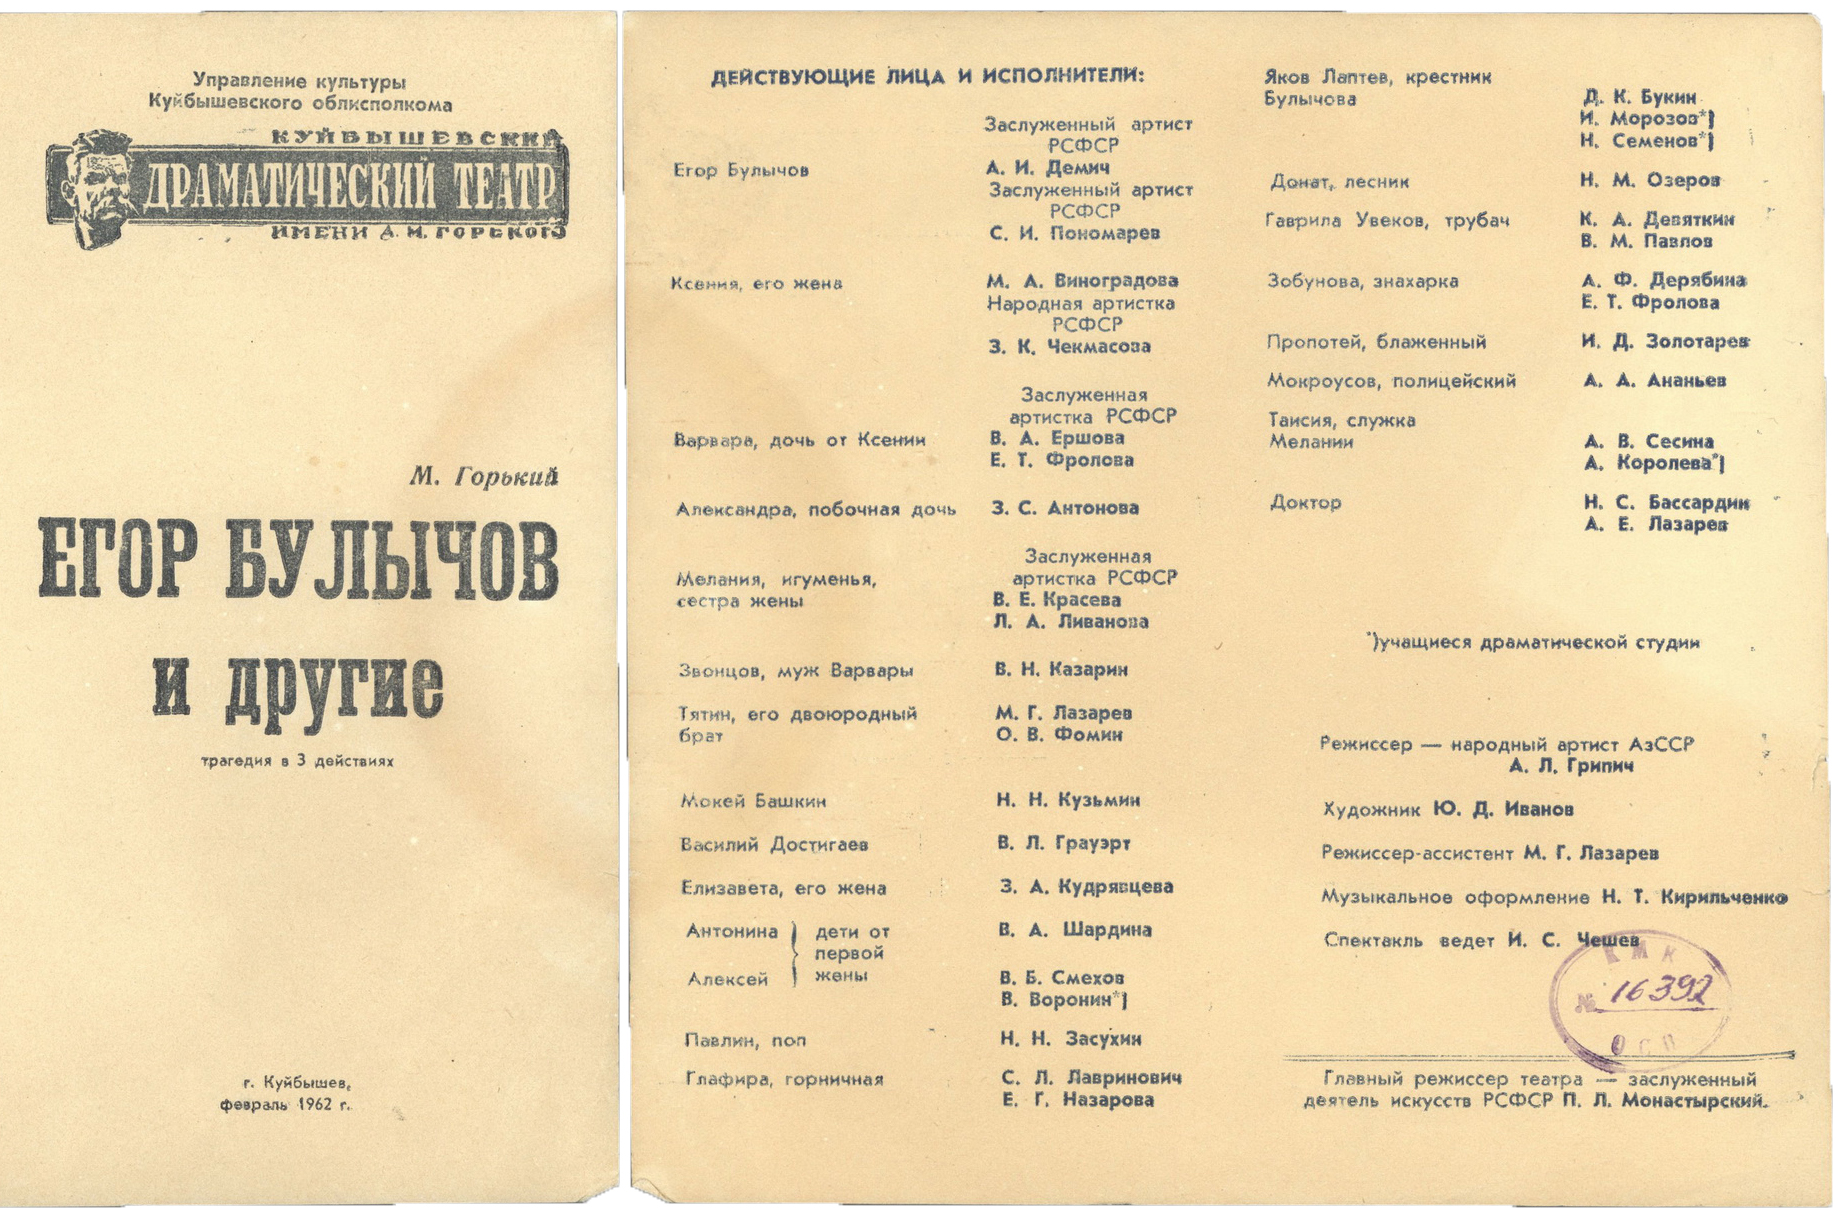 Управление культуры
Куйбышевского облисполкома
КУЙБЫШЕВСКИЙ
ДРАМАТИЧЕСКИЙ ТЕАТР
ИМЕНИ А. М. ГОРЬКОГО
М. Горький
ЕГОР БУЛЫЧОВ
и другие
трагедия в 3 действиях
г. Куйбышев,
февраль 1962 г.
ДЕЙСТВУЮЩИЕ ЛИЦА И ИСПОЛНИТЕЛИ:
Заслуженный артист
РСФСР
Егор Булычов А. И. Демич
Заслуженный артист
РСФСР
С. И. Пономарев
Ксения, его жена М. А. Виноградова
Народная артистка
РСФСР
З. К. Чекмасова
Заслуженная
артистка РСФСР
Варвара, дочь от Ксении В. А. Ершова
Е. Т. Фролова
Александра, побочная дочь З. С. Антонова
Заслуженная
Мелания, игуменья, артистка РСФСР
сестра жены В. Е. Красева
Л. А. Ливанова
Звонцов, муж Варвары В. Н. Казарин
Тятин, его двоюродный М. Г. Лазарев
брат О. В. Фомин
Мокей Башкин Н. Н. Кузьмин
Василий Достигаев В. Л. Грауэрт
Елизавета, его жена З. А. Кудрявцева
Антонина } дети от В. А. Шардина
первой
Алексей жены В. Б. Смехов
В. Воронин*)
Павлин, поп Н. Н. Засухин
Глафира, горничная С. Л. Лавринович
Е. Г. Назарова
Яков Лаптев, крестник
Булычова Д. К. Букин
И. Морозов*)
Н. Семенов*)
Донат, лесник Н. М. Озеров
Гаврила Увеков, трубач К. А. Девяткин
В. М. Павлов
Зобунова, знахарка А. Ф. Дерябина
Е. Т. Фролова
Пропотей, блаженный И. Д. Золотарев
Мокроусов, полицейский А. А. Ананьев
Таисия, служка
Мелании А. В. Сесина
А. Королева*)
Доктор Н. С. Бассардин
А. Е. Лазарев
*)учащиеся драматической студии
Режиссер — народный артист АзССР
А. Л. Грипич
Художник Ю. Д. Иванов
Режиссер-ассистент М. Г. Лазарев
Музыкальное оформление Н. Т. Кирильченко
Спектакль ведет И. С. Чешев
КМК
№ 16392
ОСП
Главный режиссер театра — заслуженный
деятель искусств РСФСР П. Л. Монастырский.